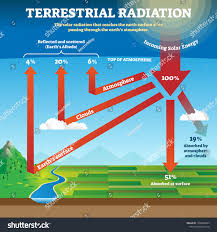 TERRESTRIAL RADIATION
The solar radiation that reaches the earth surface after
passing through the earth's atmosphere.
Reflected and scattered
(Earth's Albedo)
Incoming Solar Energy
4%
20%
6%
TOP OF ATMOSPHERE
100%
Atmosphere
Clouds
Earth surface
19%
absorbed by
atmosphere
and clouds
51%
Absorbed at surface
shutterstock